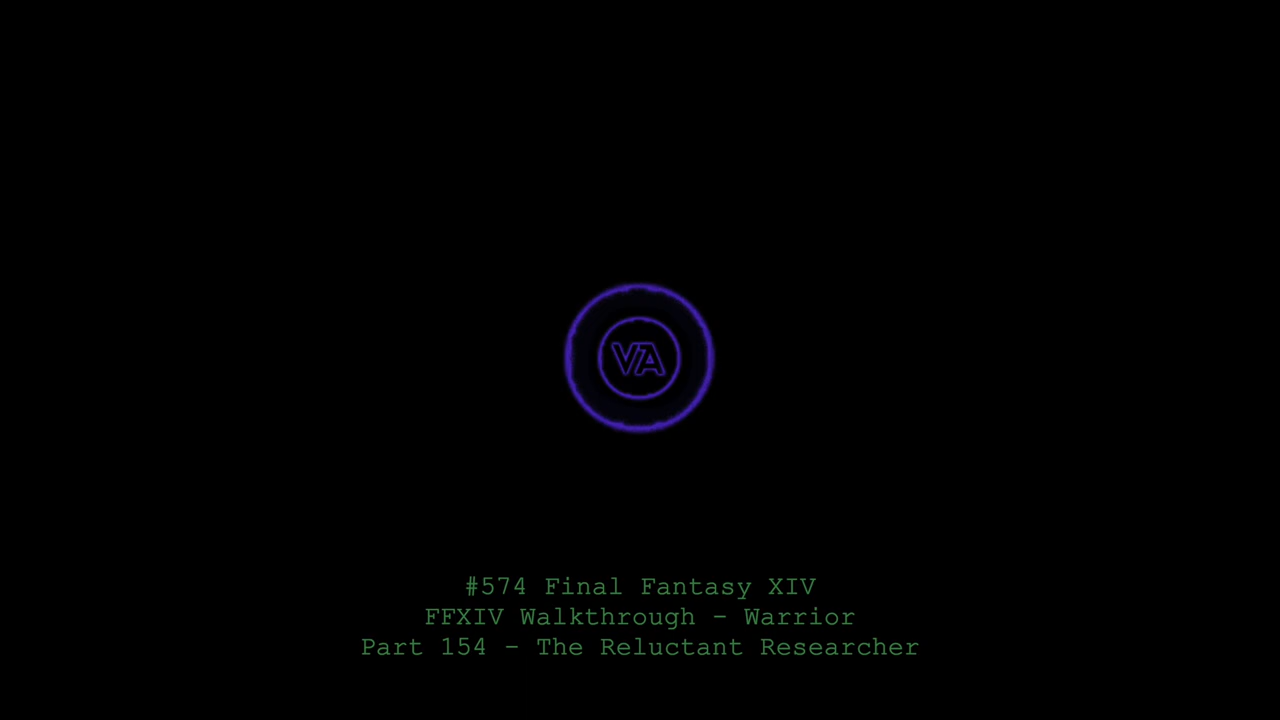 VA
#574 Final Fantasy XIV
FFXIV Walkthrough - Warrior
Part 154 - The Reluctant Researcher